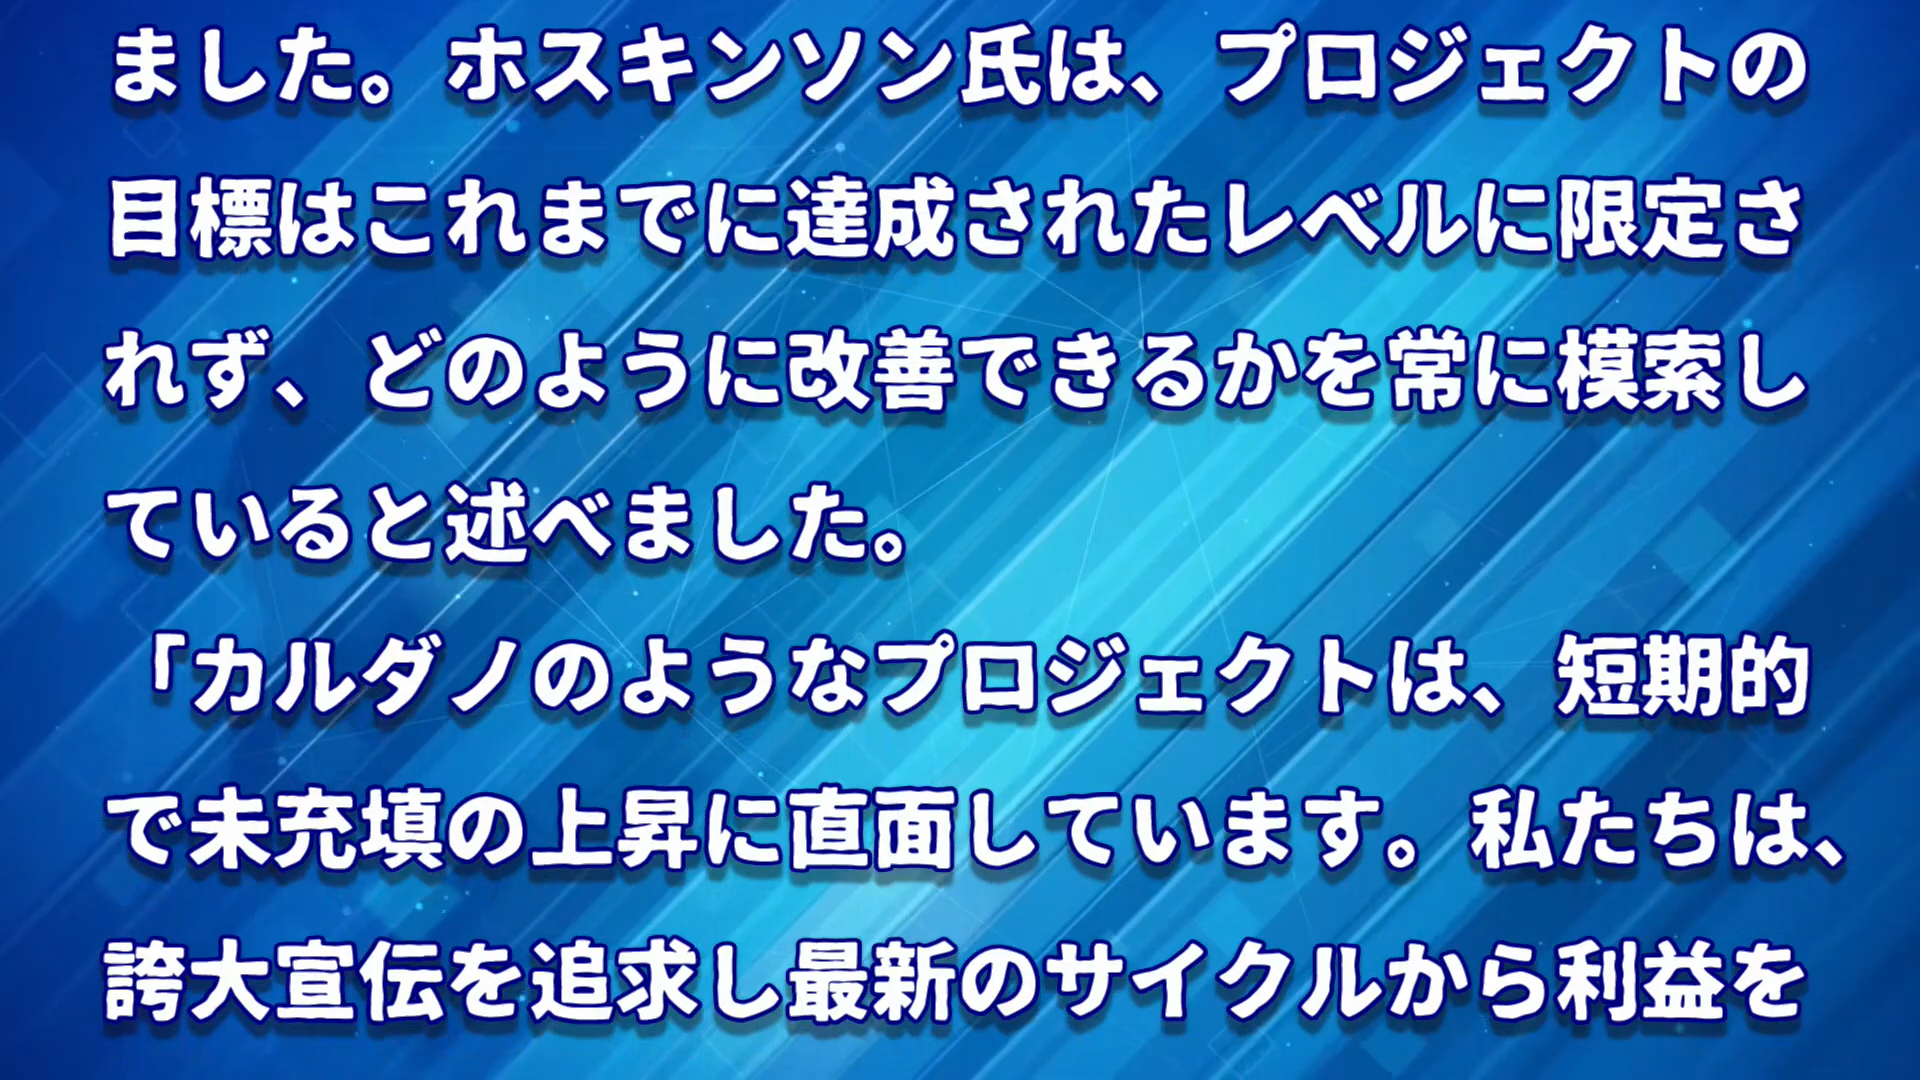 ました。ホスキンソン氏は、プロジェクトの
目標はこれまでに達成されたレベルに限定さ
れず、どのように改善できるかを常に模索し
ていると述べました。
「カルダノのようなプロジェクトは、短期的
で未充填の上昇に直面しています。私たちは、
誇大宣伝を追求し最新のサイクルから利益を